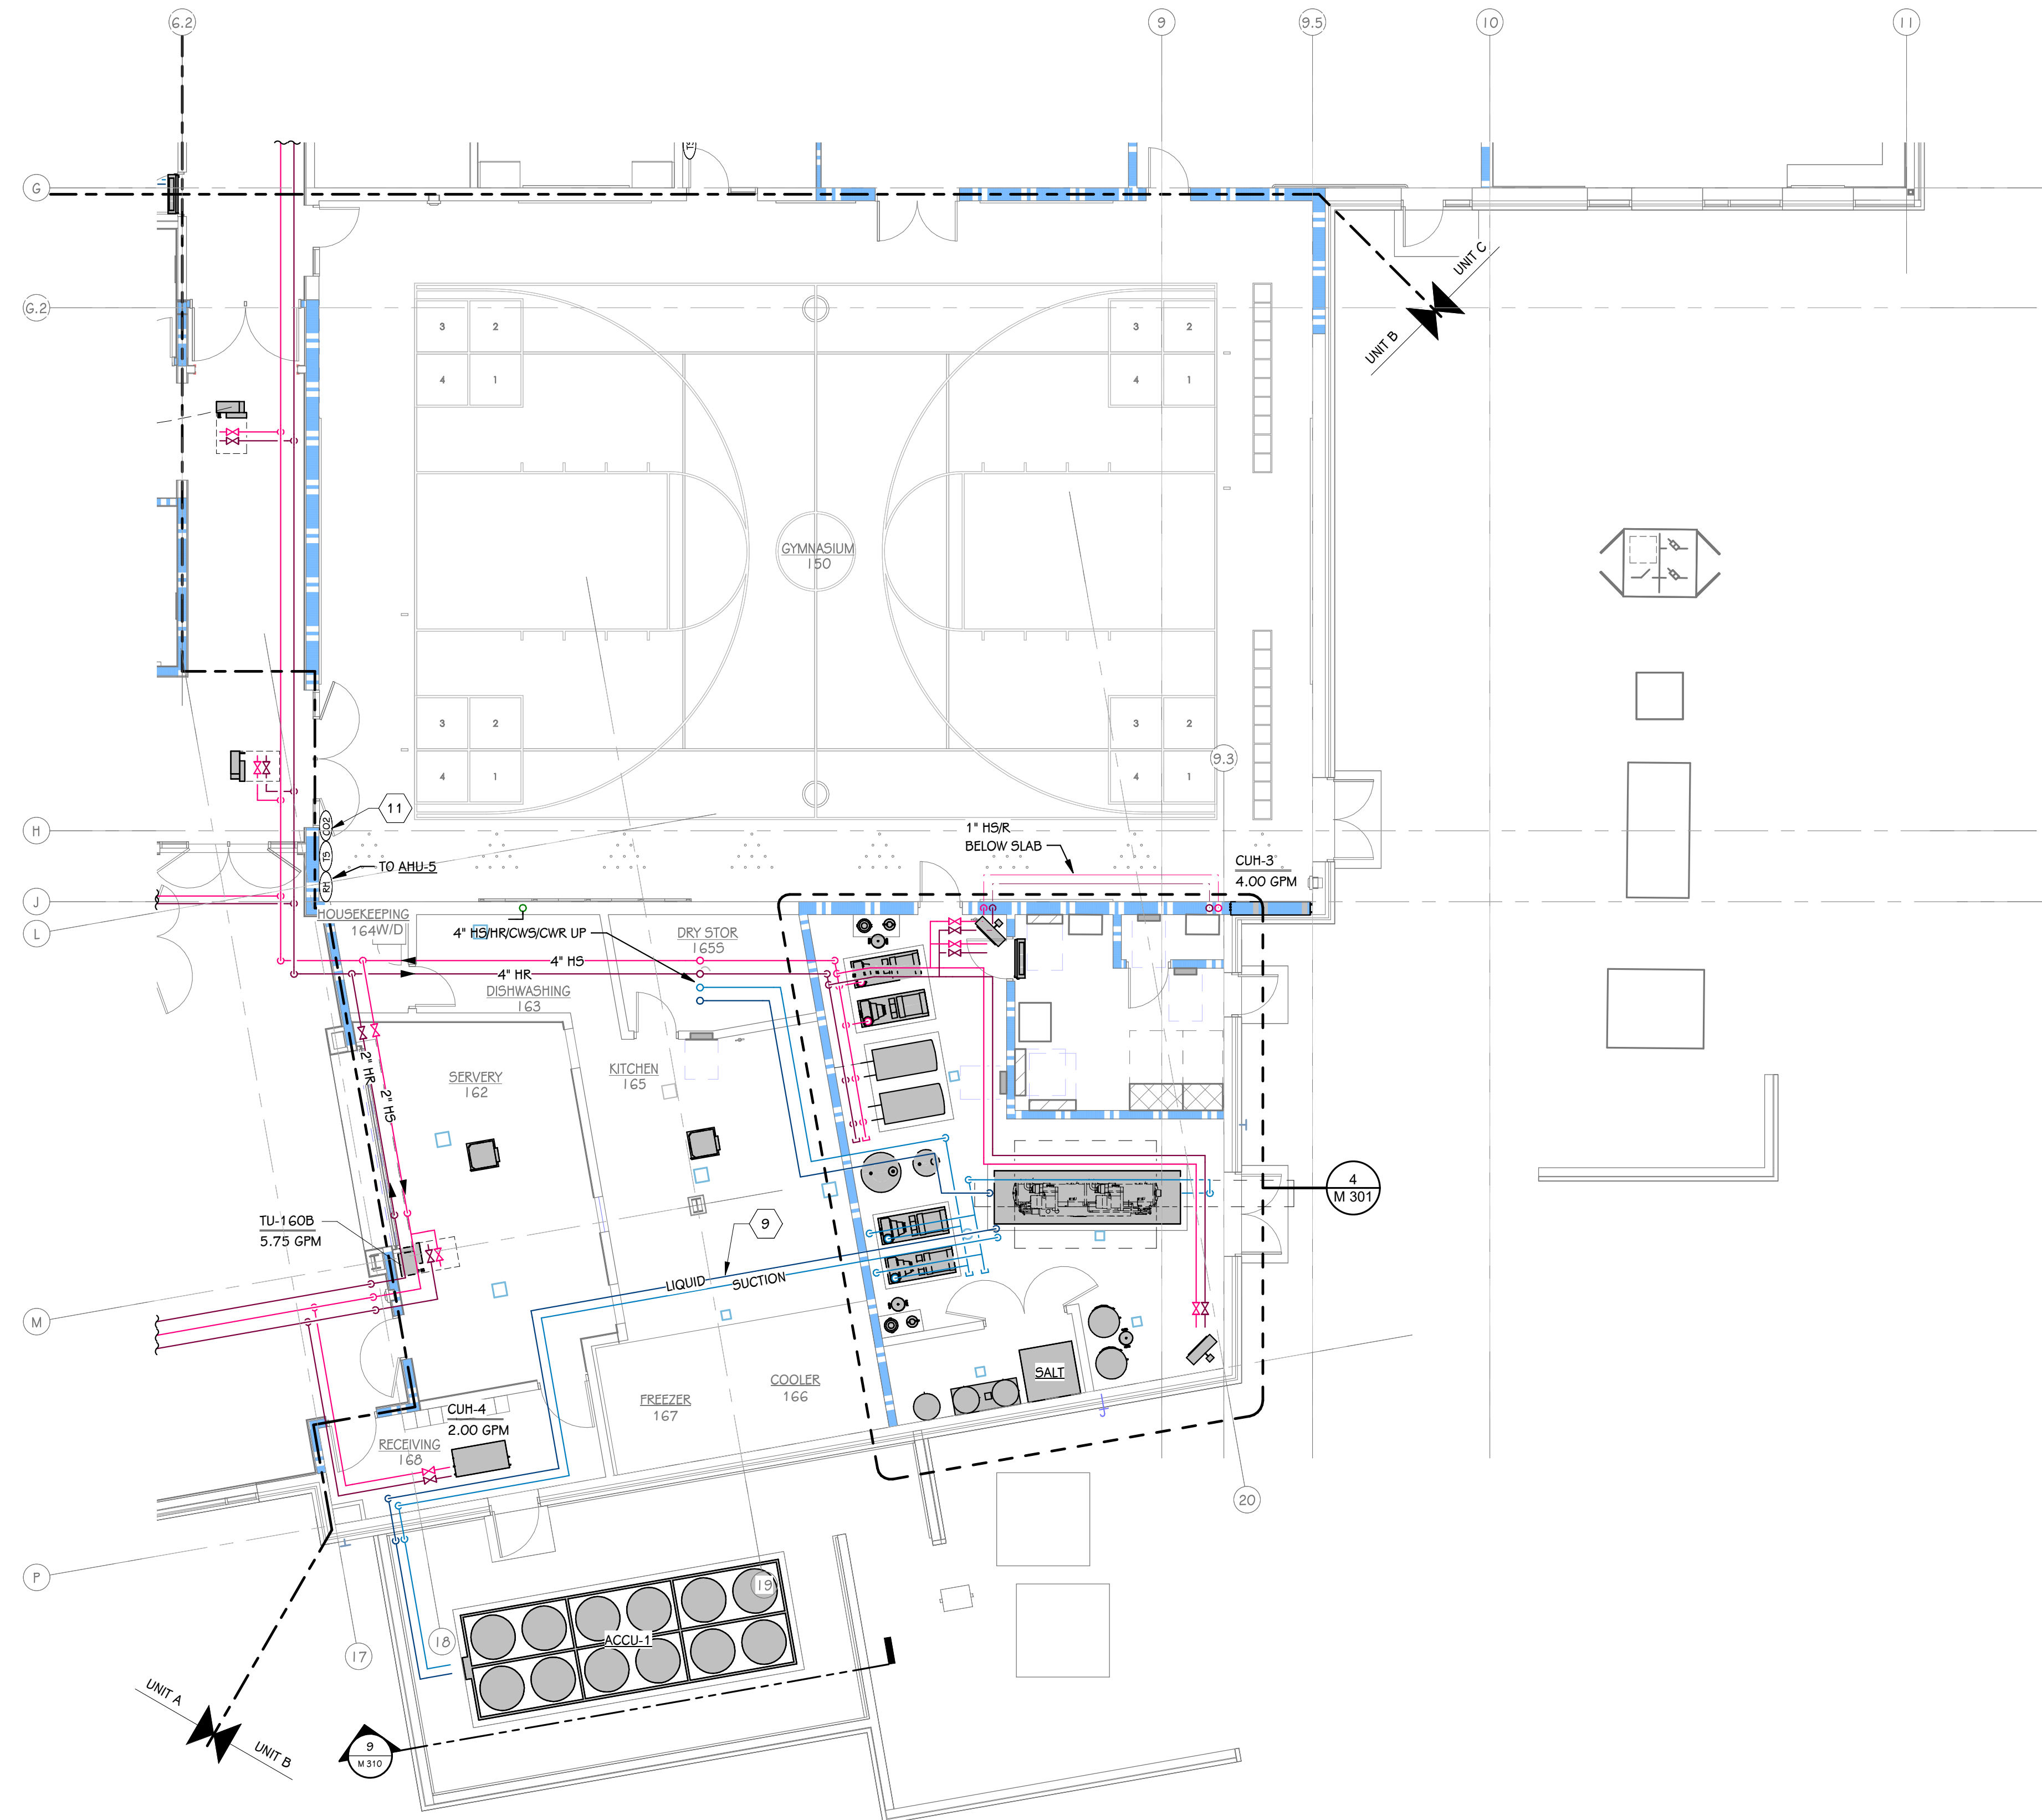 6.2
9
9.5
10
11
TS
G
UNIT C
G.2
UNIT B
3 2
4 1
3 2
4 1
GYMNASIUM
150
3 2
4 1
3 2
4 1
9.3
11
CO2
TS
RH
H
1" HS/R
BELOW SLAB
TO AHU-5
CUH-3
4.00 GPM
J
L
HOUSEKEEPING
164W/D
4" HS/HR/CWS/CWR UP
DRY STOR
165S
4" HS
4" HR
DISHWASHING
163
2" HR
2" HS
SERVERY
162
KITCHEN
165
4
M 301
TU-160B
5.75 GPM
9
LIQUID
SUCTION
M
SALT
COOLER
166
FREEZER
167
CUH-4
2.00 GPM
RECEIVING
168
20
P
19
18
17
ACCU-1
UNIT A
UNIT B
9
M 310